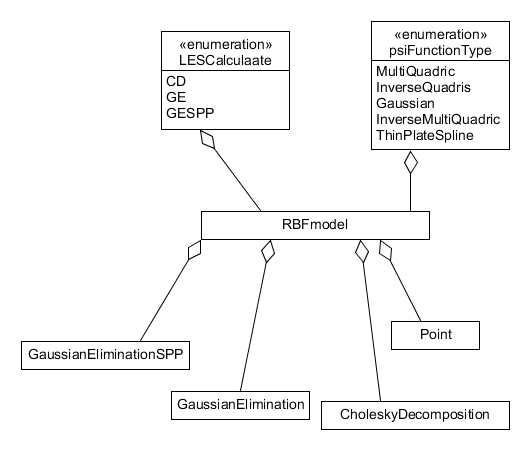 «enumeration»
LESCalculaate
CD
GE
GESPP
«enumeration»
psiFunctionType
MultiQuadric
InverseQuadris
Gaussian
InverseMultiQuadric
ThinPlateSpline
RBFmodel
GaussianEliminationSPP
GaussianElimination
CholeskyDecomposition
Point